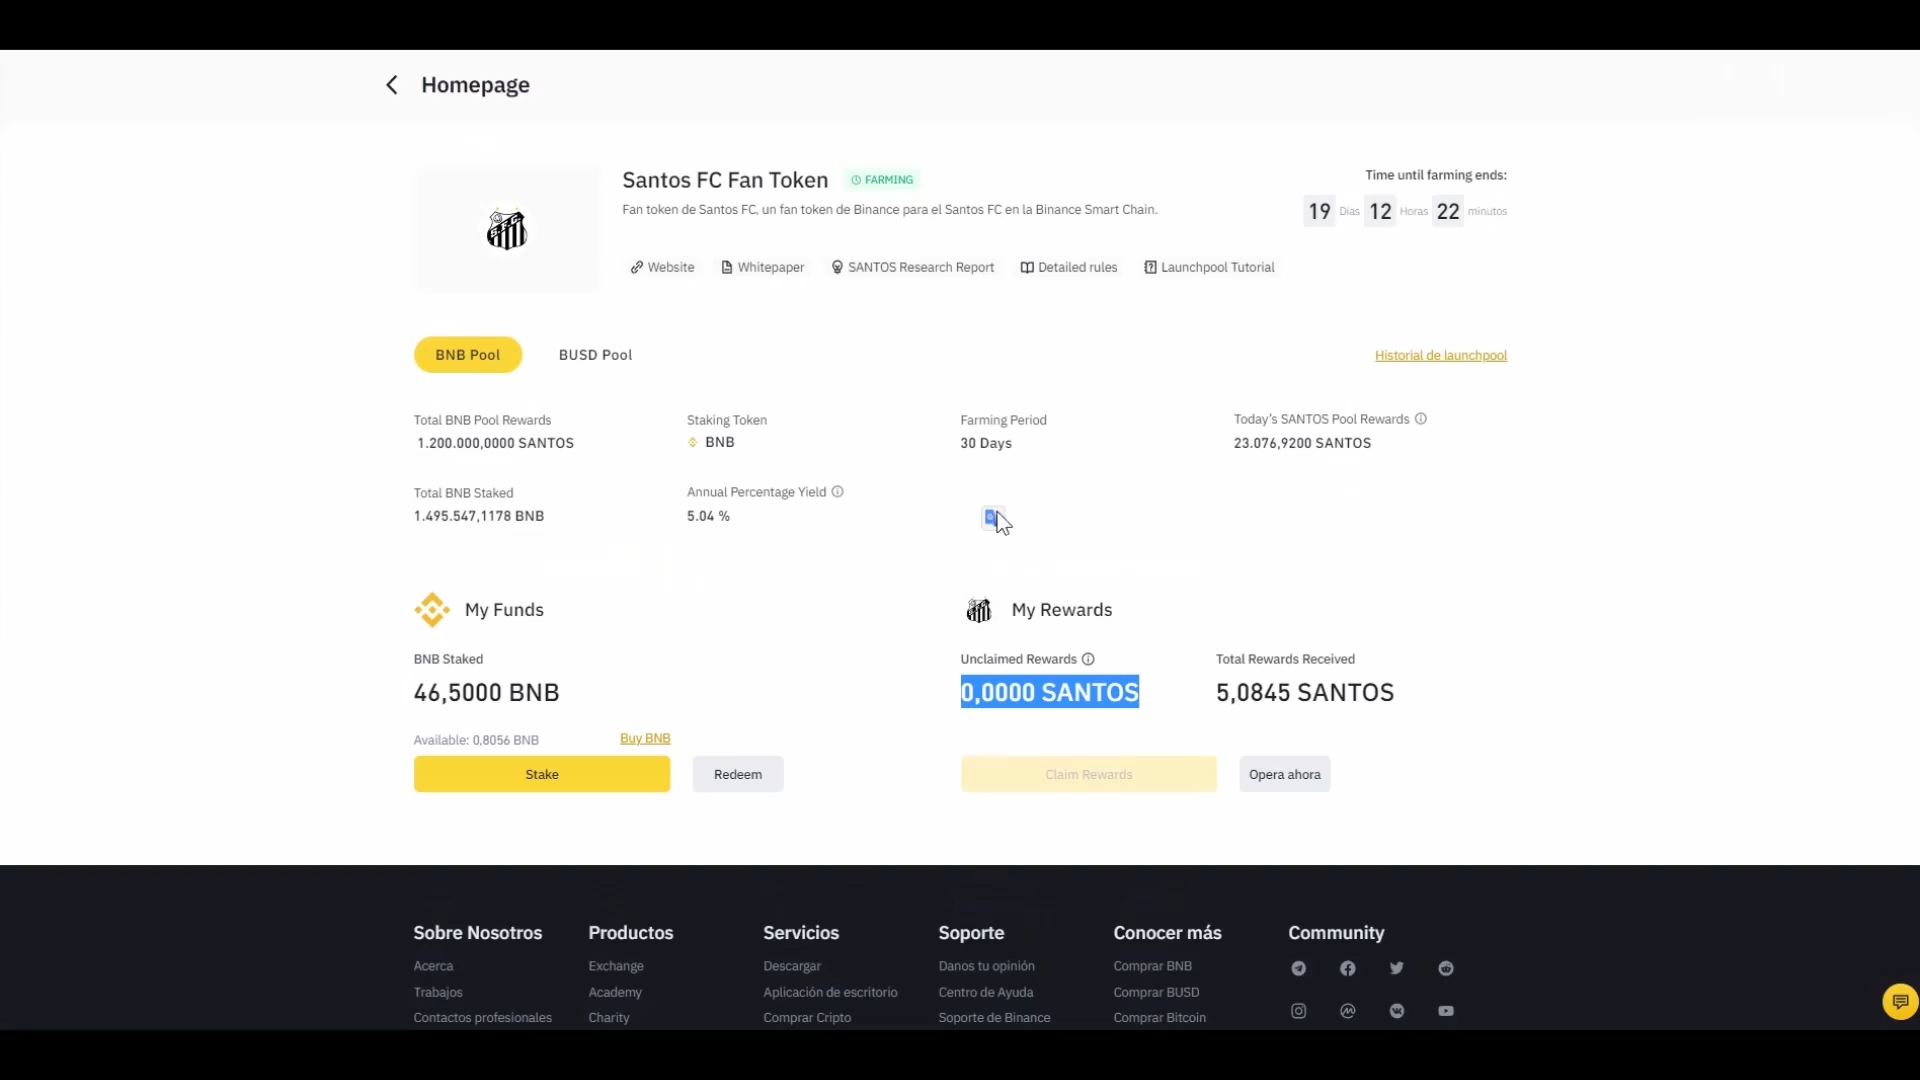 Homepage
Santos FC Fan Token FARMING
Fan token de Santos FC, un fan token de Binance para el Santos FC en la Binance Smart Chain.
Time until farming ends:
19 Días 12 Horas 22 minutos
Website Whitepaper SANTOS Research Report Detailed rules Launchpool Tutorial
BNB Pool BUSD Pool Historial de launchpool
Total BNB Pool Rewards Staking Token Farming Period Today's SANTOS Pool Rewards
1.200.000,0000 SANTOS BNB 30 Days 23.076,9200 SANTOS
Total BNB Staked Annual Percentage Yield
1.495.547,1178 BNB 5.04 %
My Funds My Rewards
BNB Staked Unclaimed Rewards Total Rewards Received
46,5000 BNB 0,0000 SANTOS 5,0845 SANTOS
Available: 0,8056 BNB Buy BNB
Stake Redeem Claim Rewards Opera ahora
Sobre Nosotros Productos Servicios Soporte Conocer más Community
Acerca Exchange Descargar Danos tu opinión Comprar BNB
Trabajos Academy Aplicación de escritorio Centro de Ayuda Comprar BUSD
Contactos profesionales Charity Comprar Cripto Soporte de Binance Comprar Bitcoin